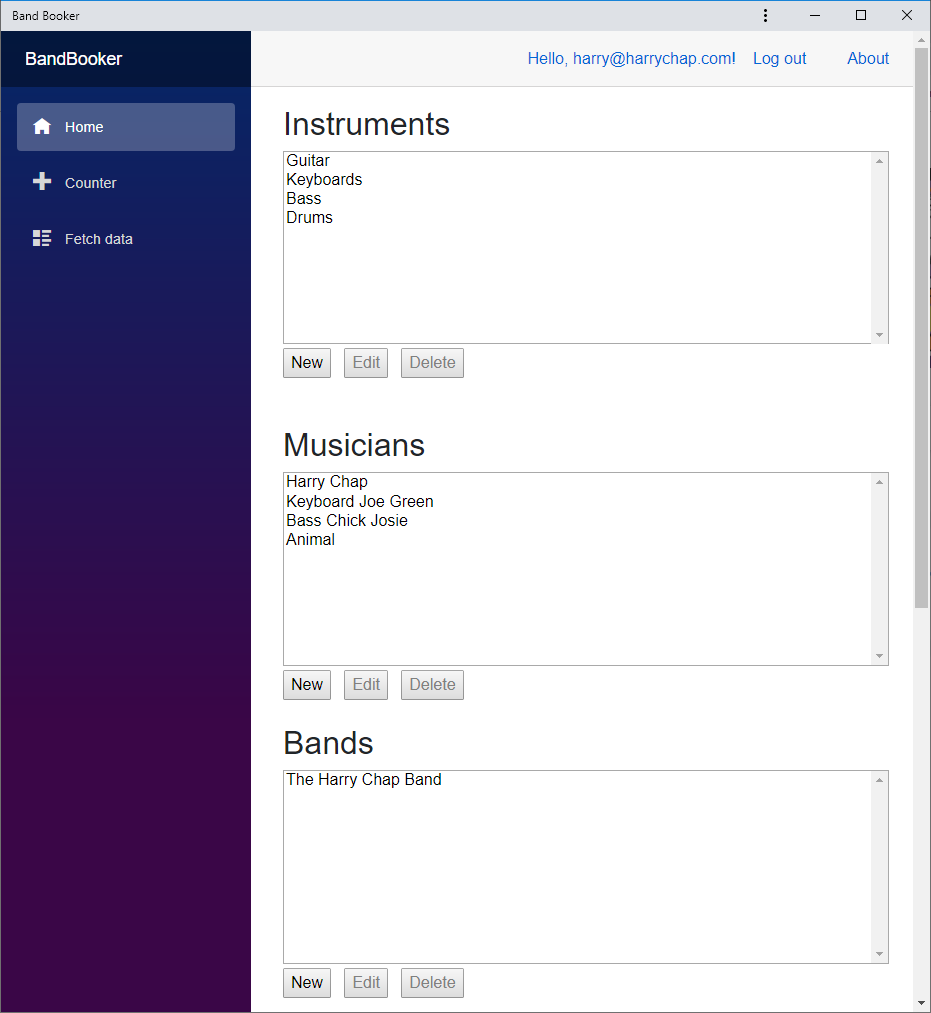 Band Booker
BandBooker
Hello, harry@harrychap.com! Log out About
Home
Counter
Fetch data
Instruments
Guitar
Keyboards
Bass
Drums
New Edit Delete
Musicians
Harry Chap
Keyboard Joe Green
Bass Chick Josie
Animal
New Edit Delete
Bands
The Harry Chap Band
New Edit Delete